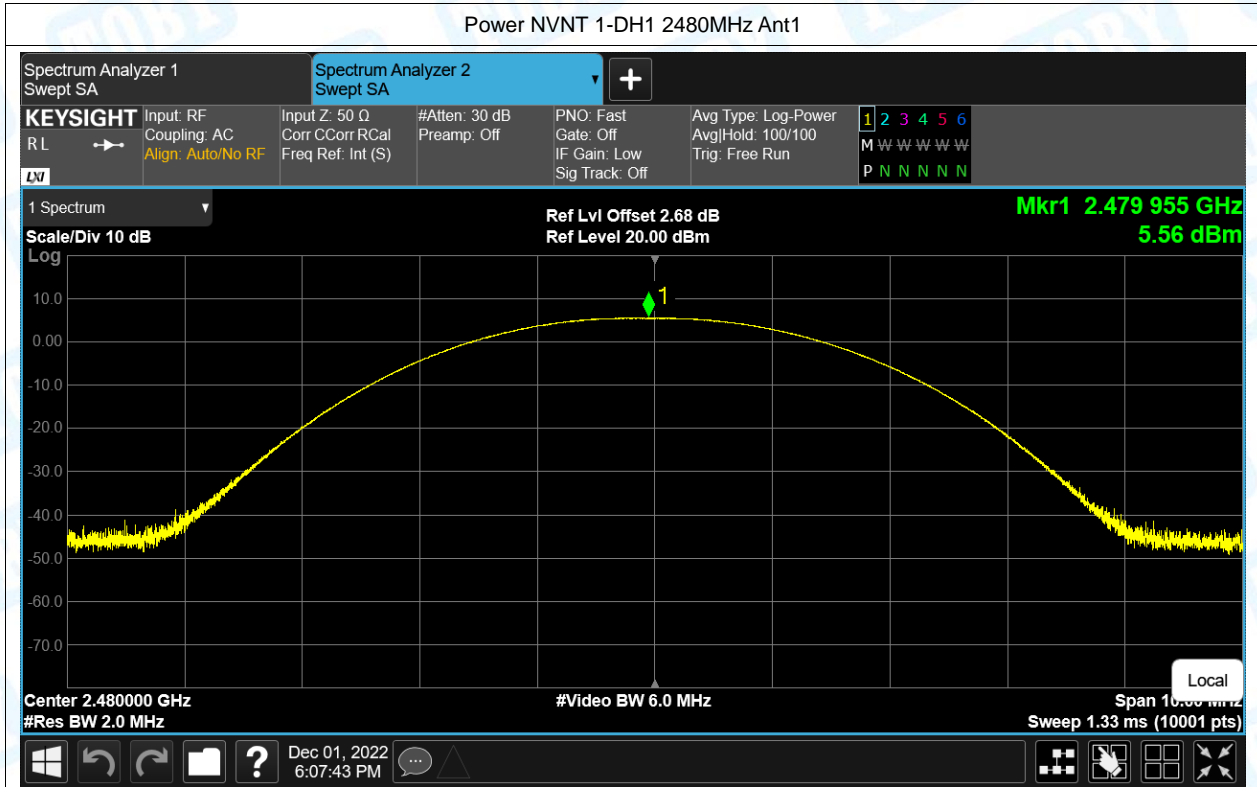 Power NVNT 1-DH1 2480MHz Ant1
Spectrum Analyzer 1
Swept SA
Spectrum Analyzer 2
Swept SA
KEYSIGHT
R L
LXI
Input: RF
Coupling: AC
Align: Auto/No RF
Input Z: 50 Ω
Corr CCorr RCal
Freq Ref: Int (S)
#Atten: 30 dB
Preamp: Off
PNO: Fast
Gate: Off
IF Gain: Low
Sig Track: Off
Avg Type: Log-Power
Avg|Hold: 100/100
Trig: Free Run
1 2 3 4 5 6
M W W W W W
P N N N N N
1 Spectrum
Scale/Div 10 dB
Log
Ref Lvl Offset 2.68 dB
Ref Level 20.00 dBm
Mkr1 2.479 955 GHz
5.56 dBm
1
10.0
0.00
-10.0
-20.0
-30.0
-40.0
-50.0
-60.0
-70.0
Local
Center 2.480000 GHz
#Res BW 2.0 MHz
#Video BW 6.0 MHz
Span 10.00 MHz
Sweep 1.33 ms (10001 pts)
?
Dec 01, 2022
6:07:43 PM